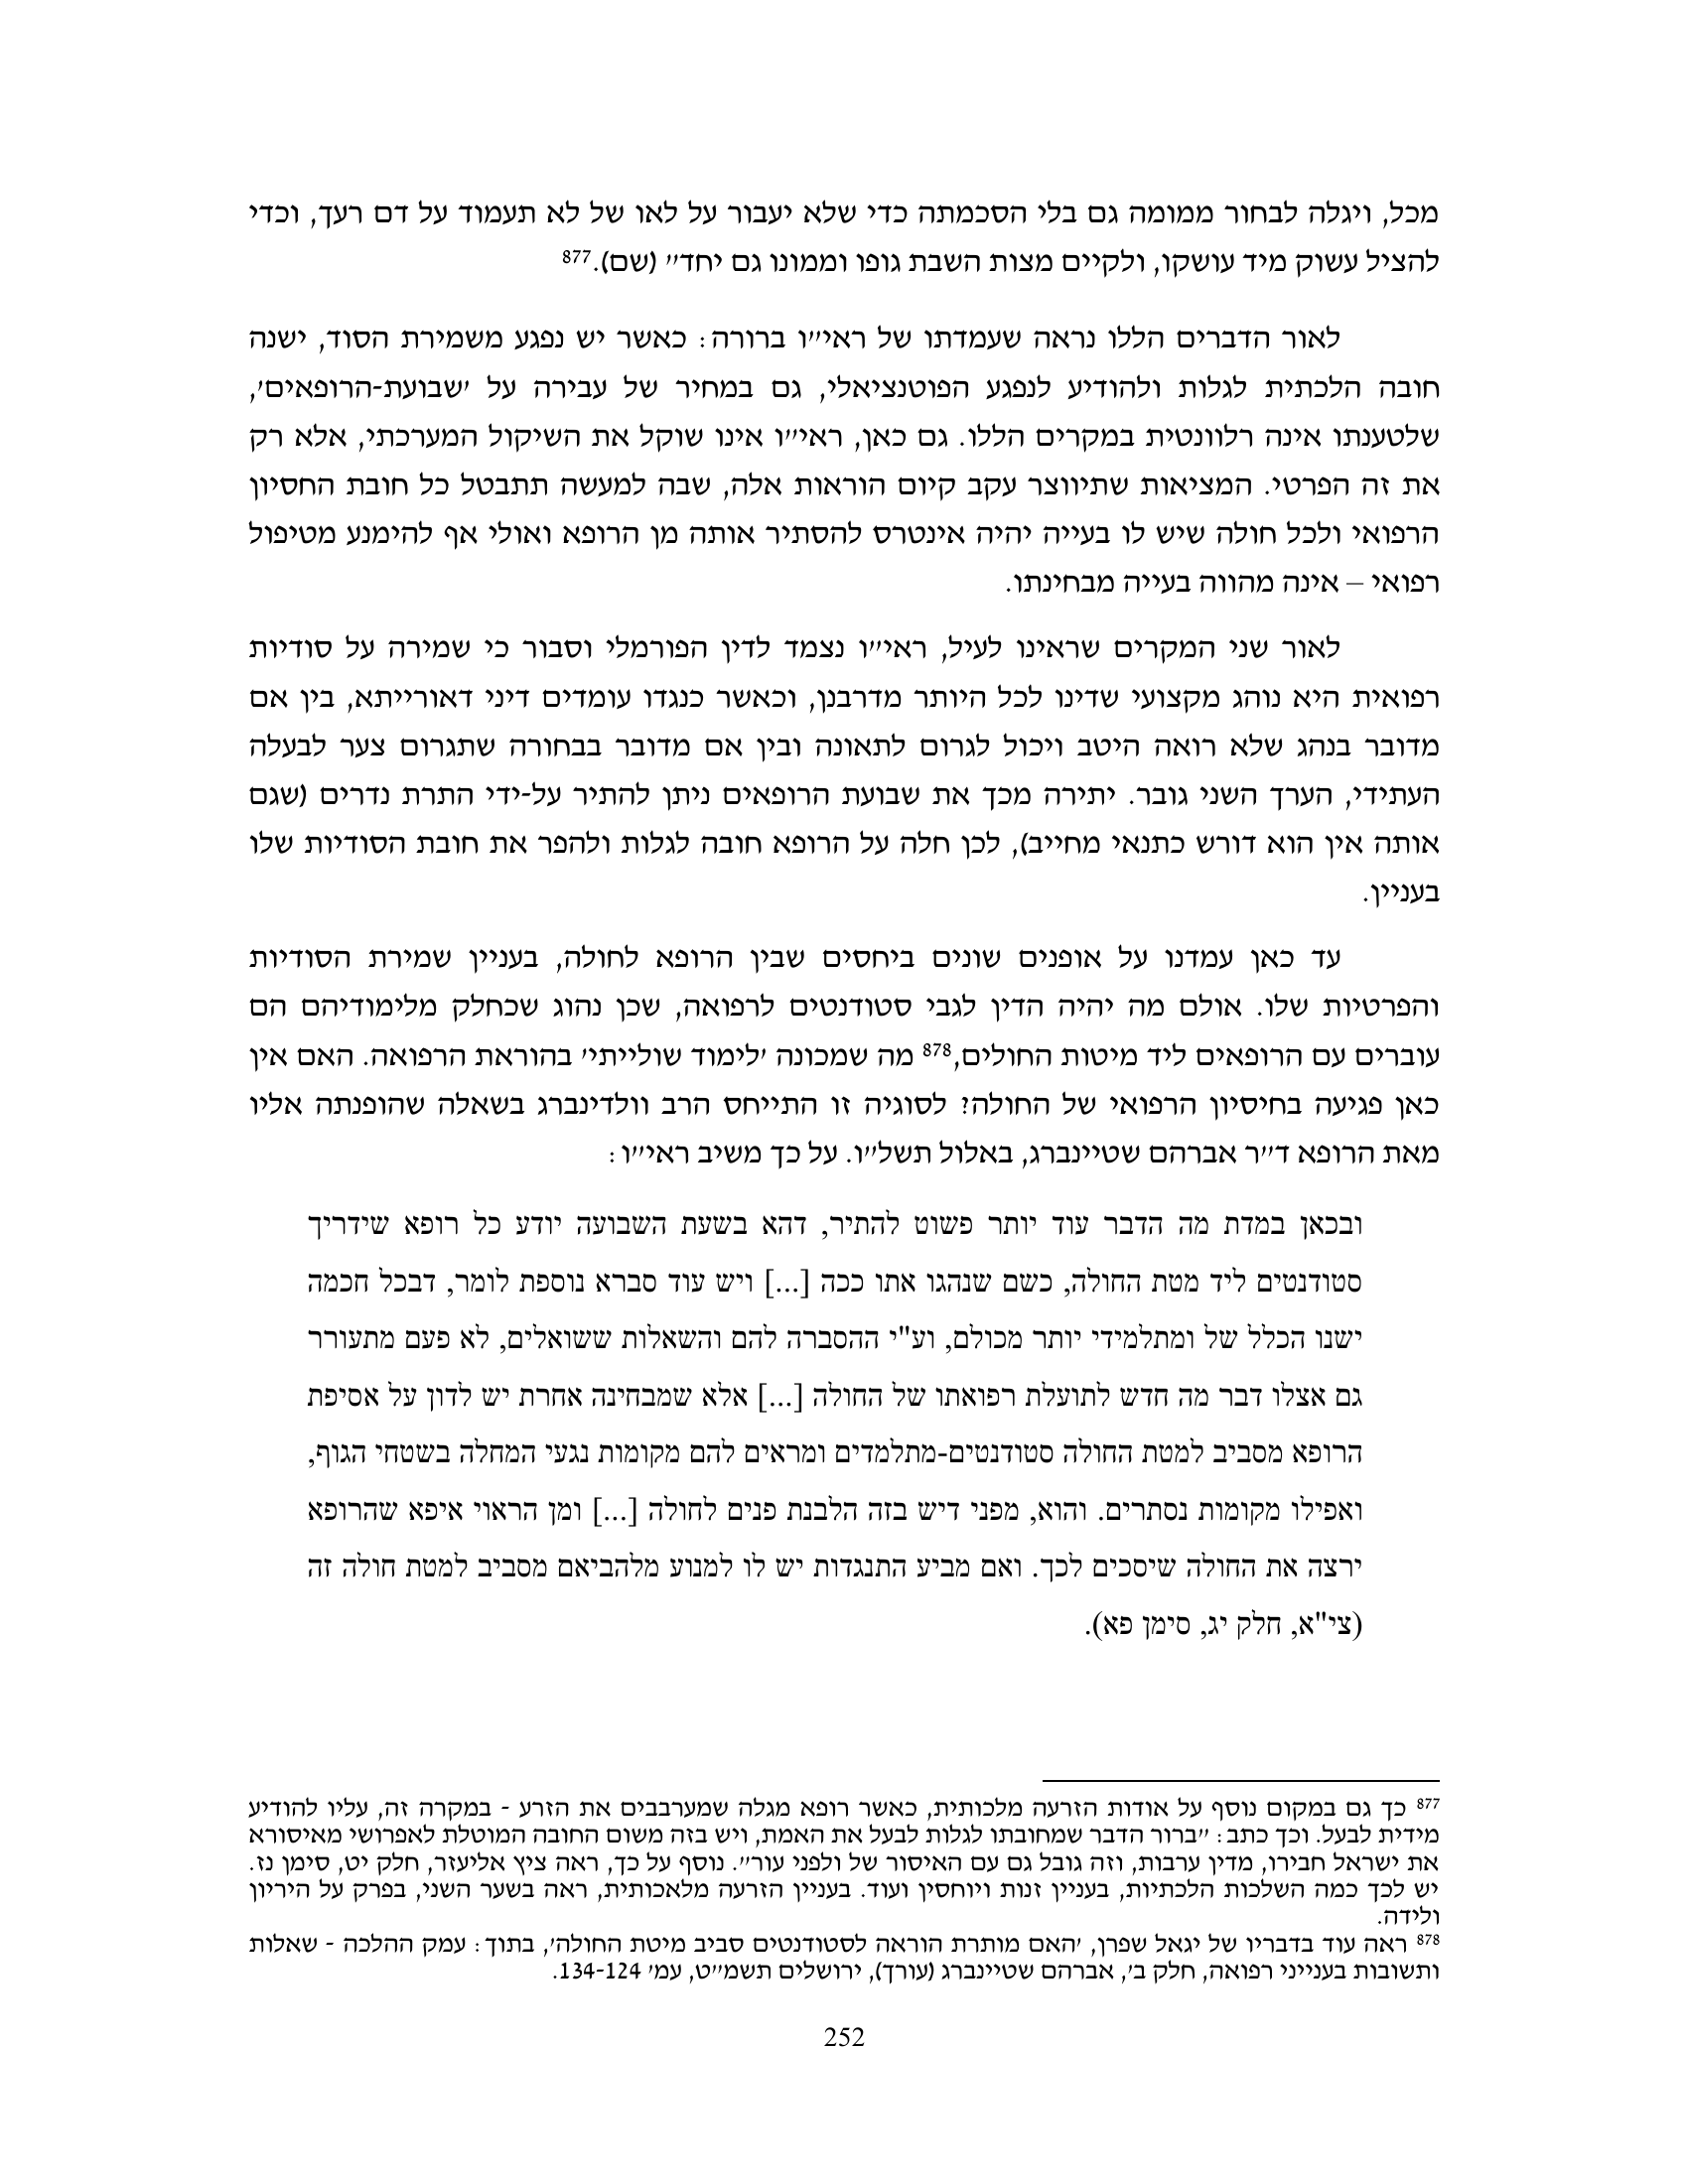 מכל, ויגלה לבחור ממומה גם בלי הסכמתה כדי שלא יעבור על לאו של לא תעמוד על דם רעך, וכדי
להציל עשוק מיד עושקו, ולקיים מצות השבת גופו וממונו גם יחד״ (שם).877
לאור הדברים הללו נראה שעמדתו של ראי״ו ברורה: כאשר יש נפגע משמירת הסוד, ישנה
חובה הלכתית לגלות ולהודיע לנפגע הפוטנציאלי, גם במחיר של עבירה על ׳שבועת-הרופאים׳,
שלטענתו אינה רלוונטית במקרים הללו. גם כאן, ראי״ו אינו שוקל את השיקול המערכתי, אלא רק
את זה הפרטי. המציאות שתיווצר עקב קיום הוראות אלה, שבה למעשה תתבטל כל חובת החסיון
הרפואי ולכל חולה שיש לו בעייה יהיה אינטרס להסתיר אותה מן הרופא ואולי אף להימנע מטיפול
רפואי – אינה מהווה בעייה מבחינתו.
לאור שני המקרים שראינו לעיל, ראי״ו נצמד לדין הפורמלי וסבור כי שמירה על סודיות
רפואית היא נוהג מקצועי שדינו לכל היותר מדרבנן, וכאשר כנגדו עומדים דיני דאורייתא, בין אם
מדובר בנהג שלא רואה היטב ויכול לגרום לתאונה ובין אם מדובר בבחורה שתגרום צער לבעלה
העתידי, הערך השני גובר. יתירה מכך את שבועת הרופאים ניתן להתיר על-ידי התרת נדרים (שגם
אותה אין הוא דורש כתנאי מחייב), לכן חלה על הרופא חובה לגלות ולהפר את חובת הסודיות שלו
בעניין.
עד כאן עמדנו על אופנים שונים ביחסים שבין הרופא לחולה, בעניין שמירת הסודיות
והפרטיות שלו. אולם מה יהיה הדין לגבי סטודנטים לרפואה, שכן נהוג שכחלק מלימודיהם הם
עוברים עם הרופאים ליד מיטות החולים,878 מה שמכונה ׳לימוד שולייתי׳ בהוראת הרפואה. האם אין
כאן פגיעה בחיסיון הרפואי של החולה? לסוגיה זו התייחס הרב וולדינברג בשאלה שהופנתה אליו
מאת הרופא ד״ר אברהם שטיינברג, באלול תשל״ו. על כך משיב ראי״ו:
ובכאן במדת מה הדבר עוד יותר פשוט להתיר, דהא בשעת השבועה יודע כל רופא שידריך
סטודנטים ליד מטת החולה, כשם שנהגו אתו ככה [...] ויש עוד סברא נוספת לומר, דבכל חכמה
ישנו הכלל של ומתלמידי יותר מכולם, וע"י ההסברה להם והשאלות ששואלים, לא פעם מתעורר
גם אצלו דבר מה חדש לתועלת רפואתו של החולה [...] אלא שמבחינה אחרת יש לדון על אסיפת
הרופא מסביב למטת החולה סטודנטים-מתלמדים ומראים להם מקומות נגעי המחלה בשטחי הגוף,
ואפילו מקומות נסתרים. והוא, מפני דיש בזה הלבנת פנים לחולה [...] ומן הראוי איפא שהרופא
ירצה את החולה שיסכים לכך. ואם מביע התנגדות יש לו למנוע מלהביאם מסביב למטת חולה זה
(צי"א, חלק יג, סימן פא).
877 כך גם במקום נוסף על אודות הזרעה מלכותית, כאשר רופא מגלה שמערבבים את הזרע - במקרה זה, עליו להודיע
מידית לבעל. וכך כתב: ״ברור הדבר שמחובתו לגלות לבעל את האמת, ויש בזה משום החובה המוטלת לאפרושי מאיסורא
את ישראל חבירו, מדין ערבות, וזה גובל גם עם האיסור של ולפני עור״. נוסף על כך, ראה ציץ אליעזר, חלק יט, סימן נז.
יש לכך כמה השלכות הלכתיות, בעניין זנות ויוחסין ועוד. בעניין הזרעה מלאכותית, ראה בשער השני, בפרק על היריון
ולידה.
878 ראה עוד בדבריו של יגאל שפרן, ׳האם מותרת הוראה לסטודנטים סביב מיטת החולה׳, בתוך: עמק ההלכה - שאלות
ותשובות בענייני רפואה, חלק ב׳, אברהם שטיינברג (עורך), ירושלים תשמ״ט, עמ׳ 134-124.
252